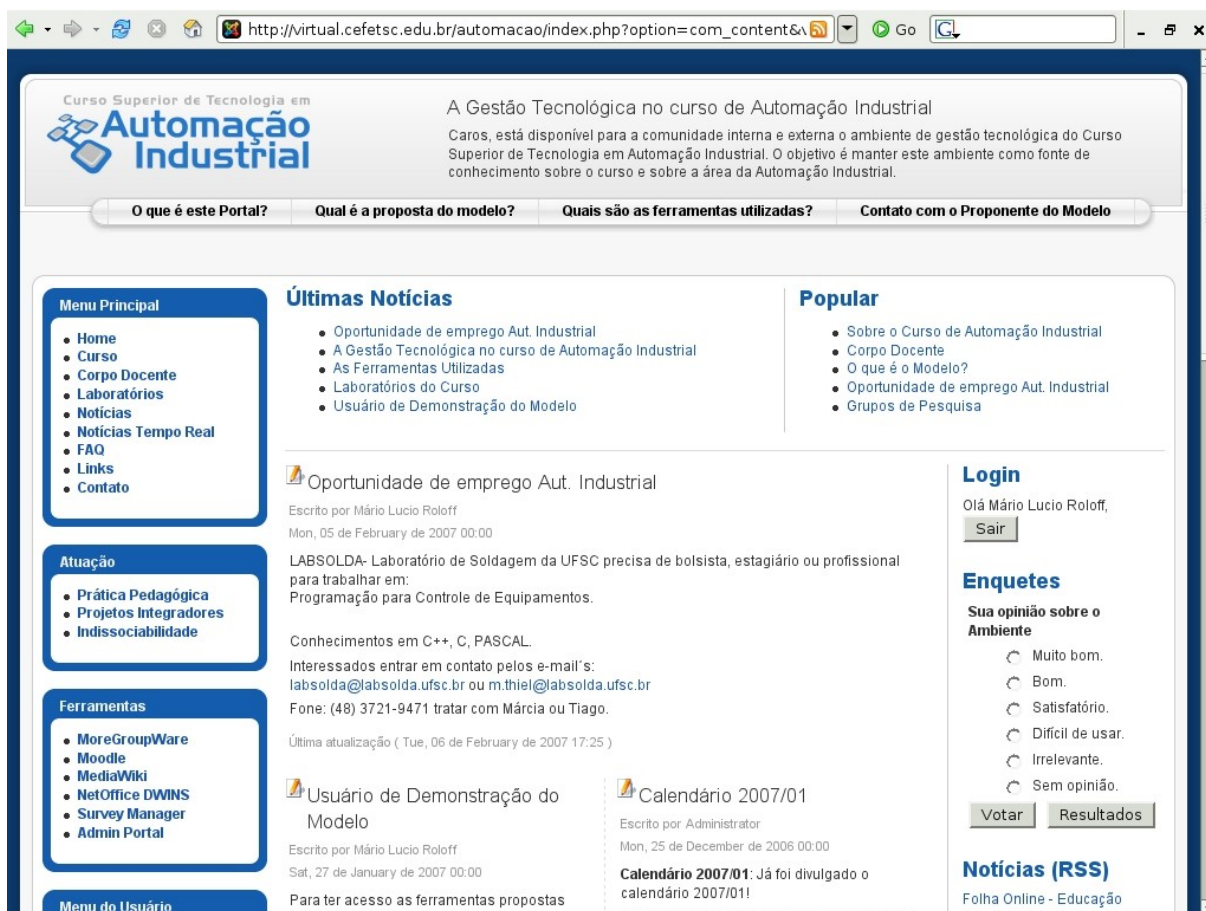 http://virtual.cefetsc.edu.br/automacao/index.php?option=com_content&
Go
G
Curso Superior de Tecnologia em
Automação
Industrial
A Gestão Tecnológica no curso de Automação Industrial
Caros, está disponível para a comunidade interna e externa o ambiente de gestão tecnológica do Curso
Superior de Tecnologia em Automação Industrial. O objetivo é manter este ambiente como fonte de
conhecimento sobre o curso e sobre a área da Automação Industrial.
O que é este Portal? Qual é a proposta do modelo? Quais são as ferramentas utilizadas? Contato com o Proponente do Modelo
Menu Principal
Home
Curso
Corpo Docente
Laboratórios
Notícias
Notícias Tempo Real
FAQ
Links
Contato
Atuação
Prática Pedagógica
Projetos Integradores
Indissociabilidade
Ferramentas
MoreGroupWare
Moodle
MediaWiki
NetOffice DWINS
Survey Manager
Admin Portal
Menu do Usuário
Últimas Notícias
Oportunidade de emprego Aut. Industrial
A Gestão Tecnológica no curso de Automação Industrial
As Ferramentas Utilizadas
Laboratórios do Curso
Usuário de Demonstração do Modelo
Popular
Sobre o Curso de Automação Industrial
Corpo Docente
O que é o Modelo?
Oportunidade de emprego Aut. Industrial
Grupos de Pesquisa
Oportunidade de emprego Aut. Industrial
Escrito por Mário Lucio Roloff
Mon, 05 de February de 2007 00:00
LABSOLDA- Laboratório de Soldagem da UFSC precisa de bolsista, estagiário ou profissional
para trabalhar em:
Programação para Controle de Equipamentos.
Conhecimentos em C++, C, PASCAL.
Interessados entrar em contato pelos e-mail´s:
labsolda@labsolda.ufsc.br ou m.thiel@labsolda.ufsc.br
Fone: (48) 3721-9471 tratar com Márcia ou Tiago.
Última atualização ( Tue, 06 de February de 2007 17:25 )
Usuário de Demonstração do
Modelo
Escrito por Mário Lucio Roloff
Sat, 27 de January de 2007 00:00
Para ter acesso as ferramentas propostas
Calendário 2007/01
Escrito por Administrator
Mon, 25 de December de 2006 00:00
Calendário 2007/01: Já foi divulgado o
calendário 2007/01!
Login
Olá Mário Lucio Roloff,
Sair
Enquetes
Sua opinião sobre o
Ambiente
Muito bom.
Bom.
Satisfatório.
Difícil de usar.
Irrelevante.
Sem opinião.
Votar Resultados
Notícias (RSS)
Folha Online - Educação